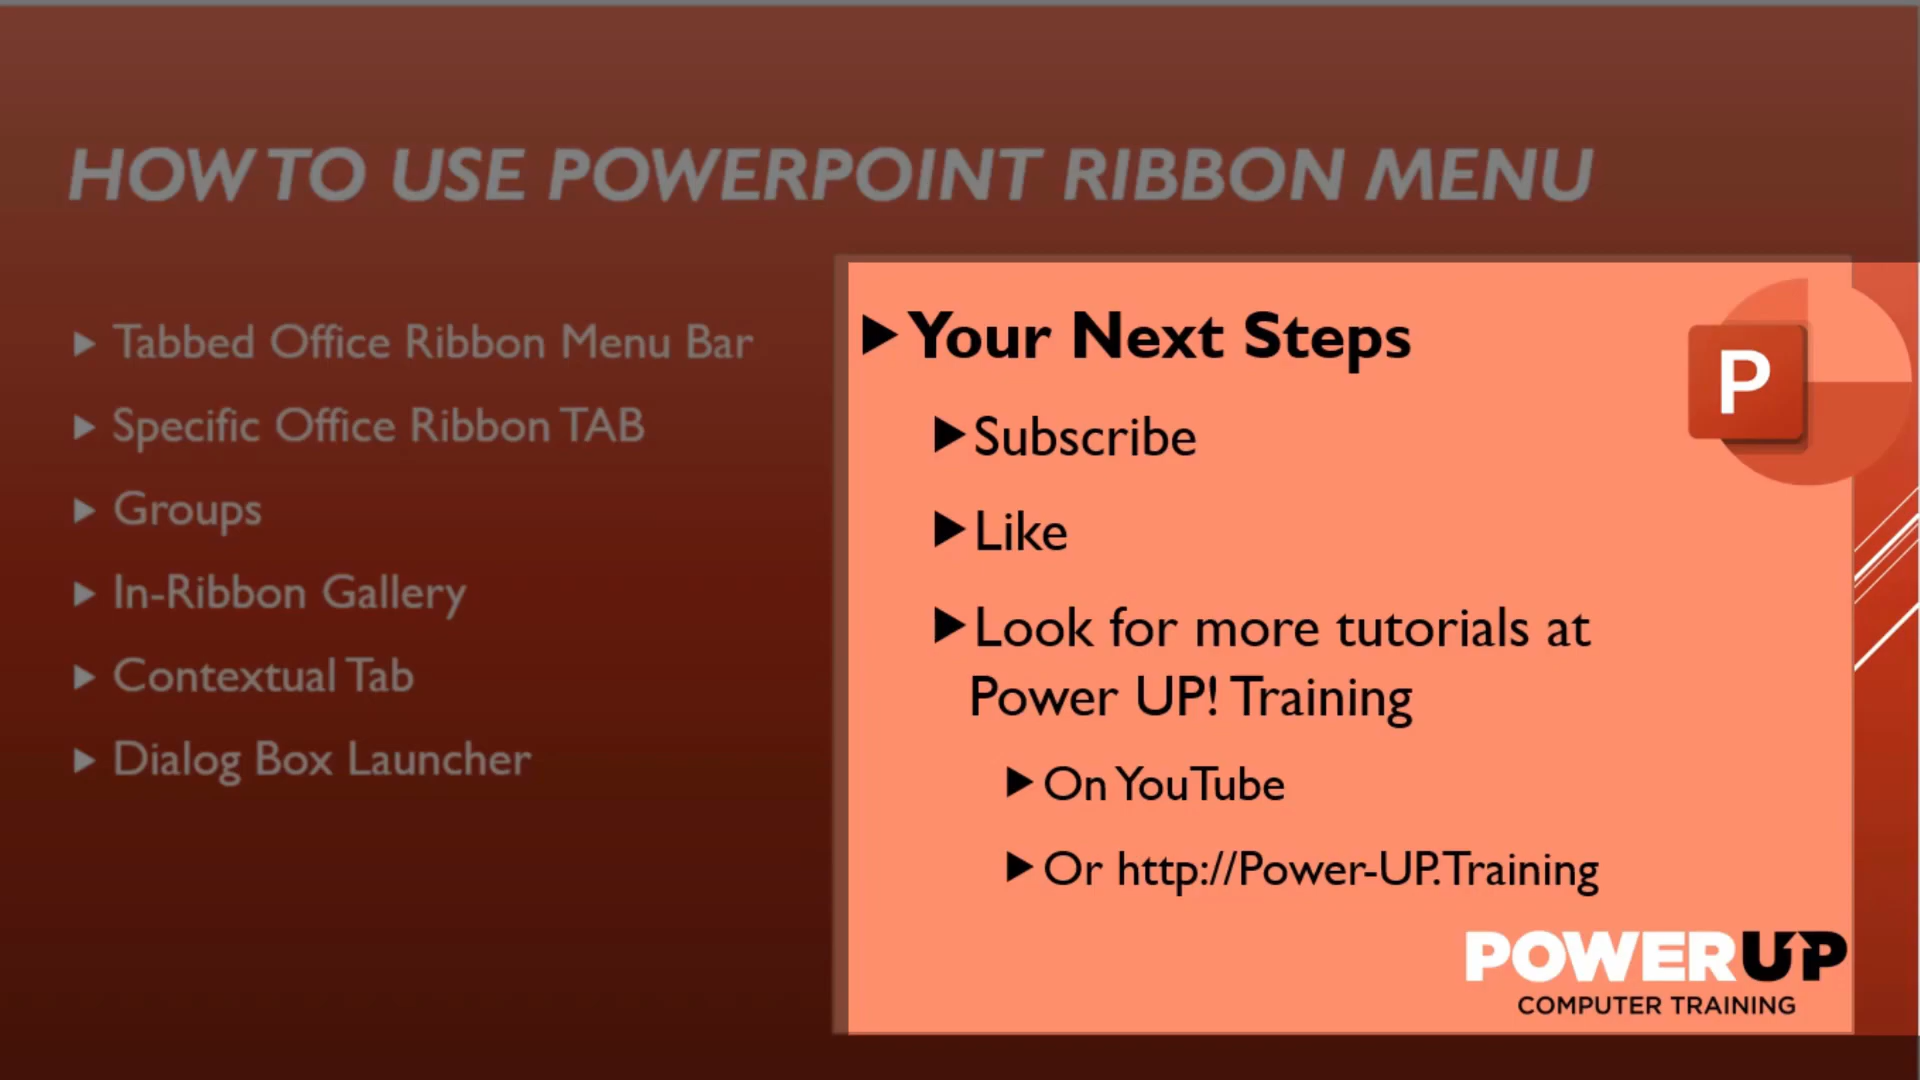 HOW TO USE POWERPOINT RIBBON MENU
Tabbed Office Ribbon Menu Bar
Specific Office Ribbon TAB
Groups
In-Ribbon Gallery
Contextual Tab
Dialog Box Launcher
Your Next Steps
Subscribe
Like
Look for more tutorials at
Power UP! Training
On YouTube
Or http://Power-UP.Training
P
POWERUP
COMPUTER TRAINING